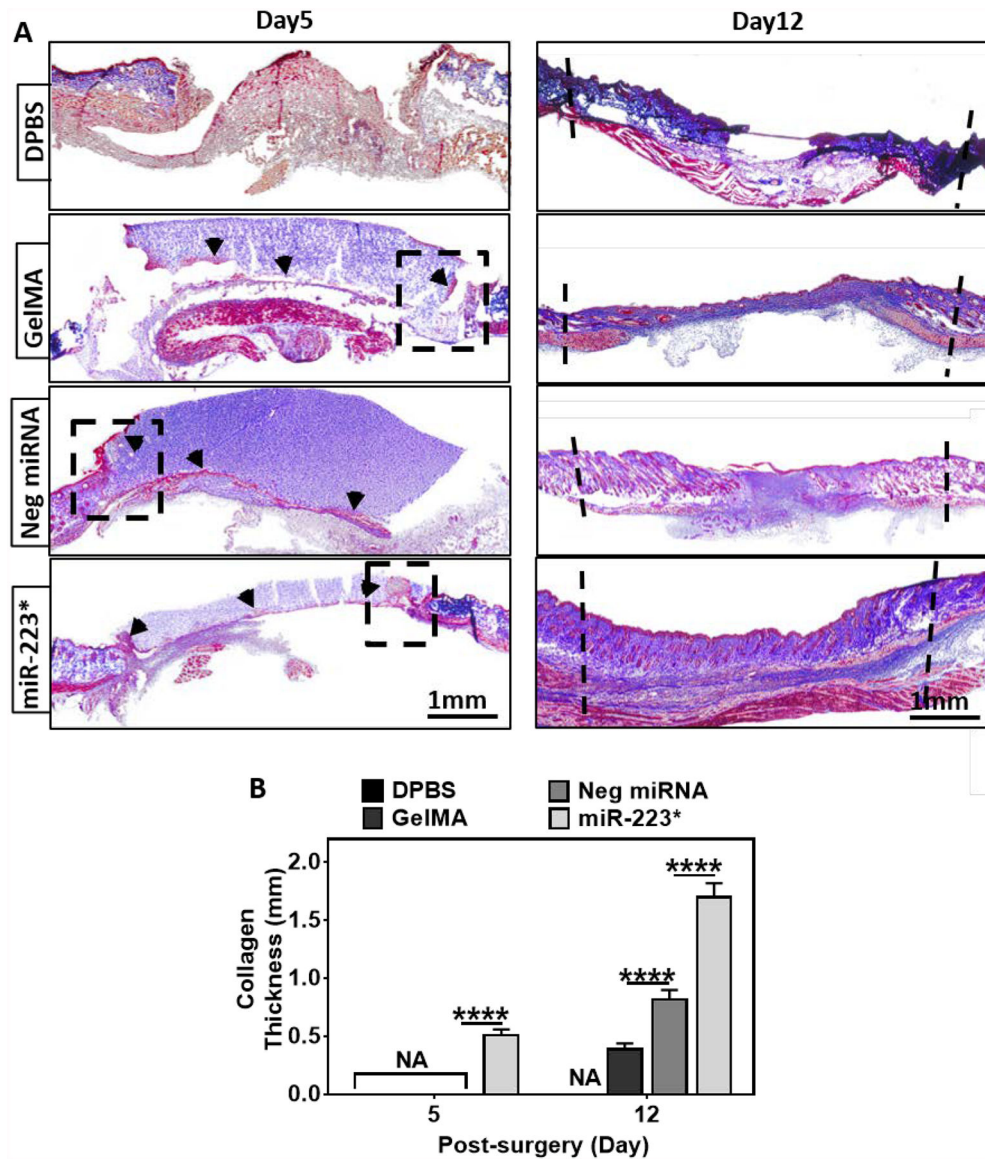 A
Day5
Day12
DPBS
GelMA
Neg miRNA
miR-223*
1mm
1mm
B
DPBS
Neg miRNA
GelMA
miR-223*
Collagen
Thickness (mm)
2.0
1.5
1.0
0.5
0.0
NA
****
NA
****
****
5
12
Post-surgery (Day)